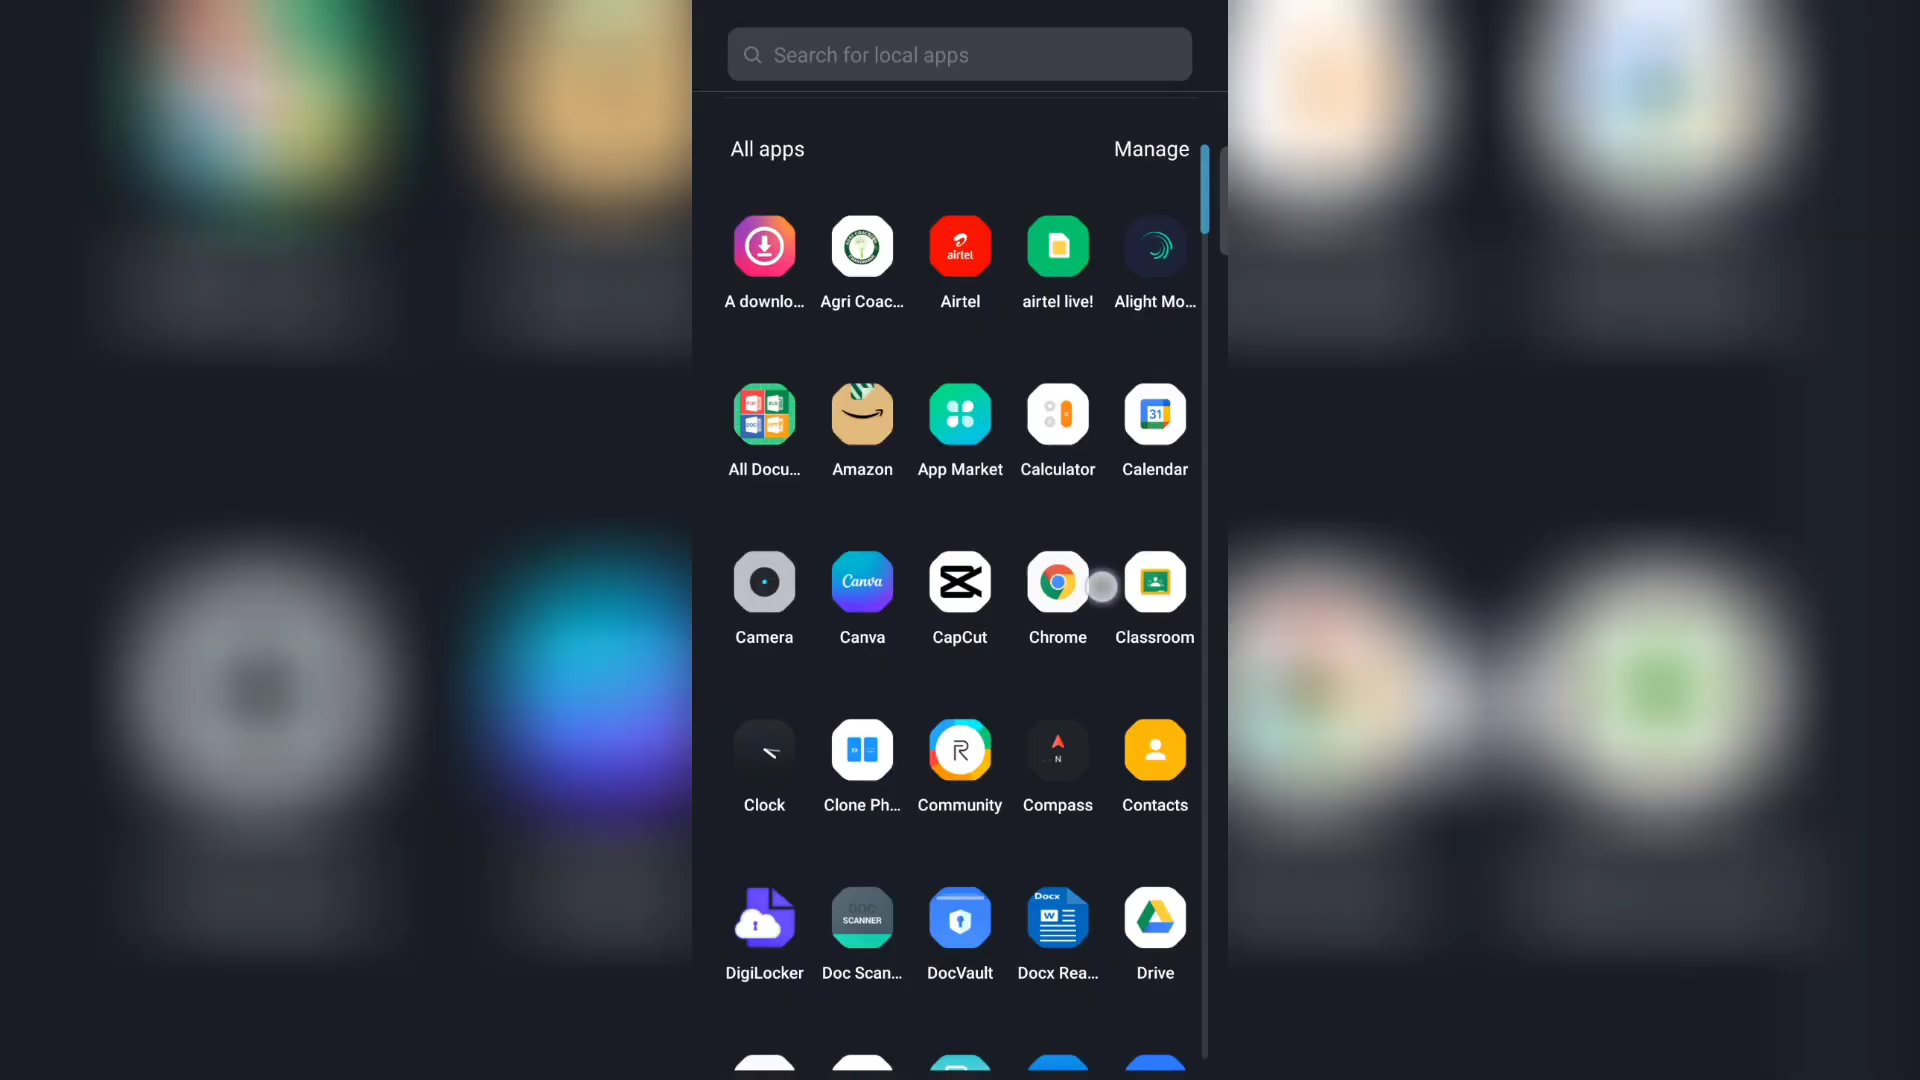 Search for local apps
All apps
Manage
airtel
A downlo...
Agri Coac...
Airtel
airtel live!
Alight Mo...
31
All Docu...
Amazon
App Market
Calculator
Calendar
Canva
Camera
Canva
CapCut
Chrome
Classroom
N
Clock
Clone Ph...
Community
Compass
Contacts
DOC
SCANNER
Docx
W
DigiLocker
Doc Scan...
DocVault
Docx Rea...
Drive